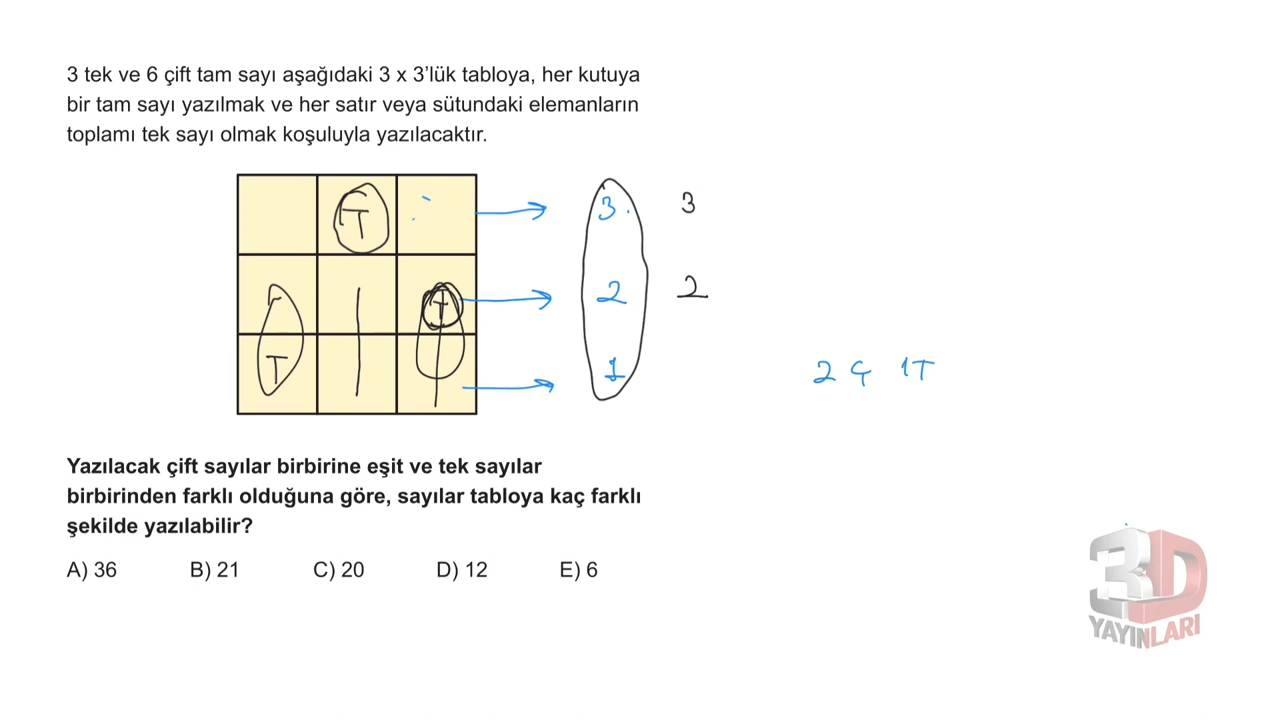 3 tek ve 6 çift tam sayı aşağıdaki 3 x 3'lük tabloya, her kutuya
bir tam sayı yazılmak ve her satır veya sütundaki elemanların
toplamı tek sayı olmak koşuluyla yazılacaktır.
T
3 3
T
2 2
T
1
2 Ç 1T
Yazılacak çift sayılar birbirine eşit ve tek sayılar
birbirinden farklı olduğuna göre, sayılar tabloya kaç farklı
şekilde yazılabilir?
A) 36 B) 21 C) 20 D) 12 E) 6
3D
YAYINLARI